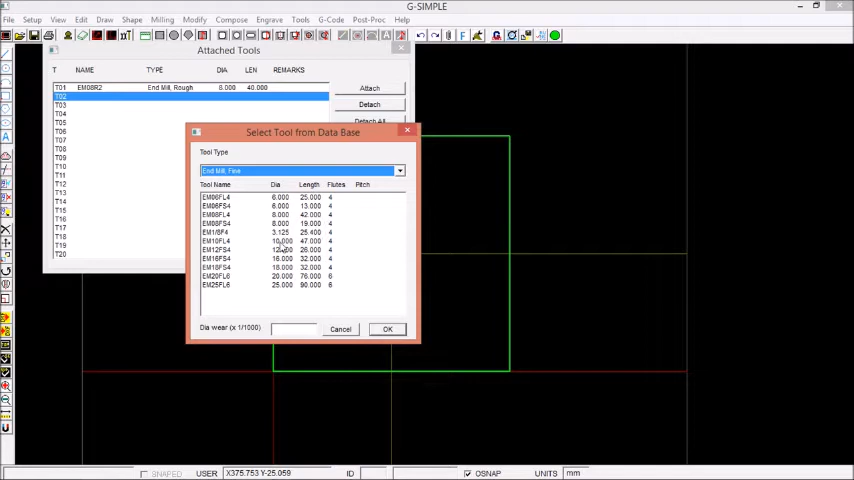 G-SIMPLE
File Setup View Edit Draw Shape Milling Modify Compose Engrave Tools G-Code Post-Proc Help
Attached Tools
T NAME TYPE DIA LEN REMARKS
T01 EM08R2 End Mill, Rough 8.000 40.000 Attach
T02
T03 Detach
T04
T05 Detach All
T06
T07
T08
T09
T10
T11
T12
T13
T14
T15
T16
T17
T18
T19
T20
Select Tool from Data Base
Tool Type
End Mill, Fine
Tool Name Dia Length Flutes Pitch
EM06FL4 6.000 25.000 4
EM06FS4 6.000 13.000 4
EM08FL4 8.000 42.000 4
EM08FS4 8.000 19.000 4
EM1/8F4 3.125 25.400 4
EM10FL4 10.000 47.000 4
EM12FS4 26.000 4
EM16FS4 16.000 32.000 4
EM18FS4 18.000 32.000 4
EM20FL6 20.000 76.000 6
EM25FL6 25.000 90.000 6
Dia wear (x 1/1000) Cancel OK
SNAPED USER X375.753 Y-25.059 ID OSNAP UNITS mm